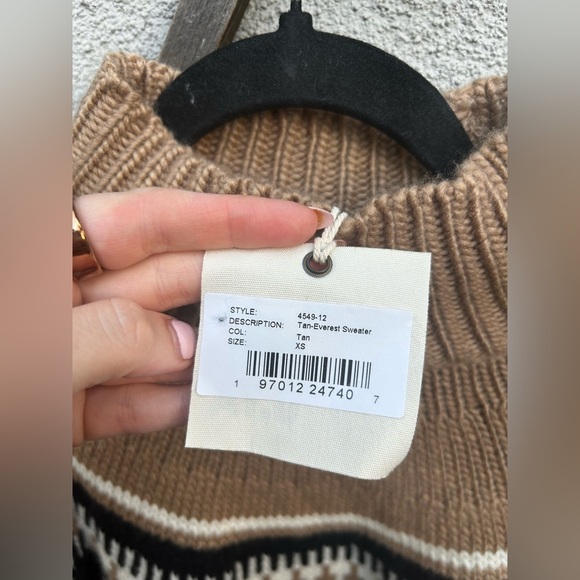 STYLE: 4549-12
DESCRIPTION: Tan-Everest Sweater
COL: Tan
SIZE: XS
1 97012 24740 7